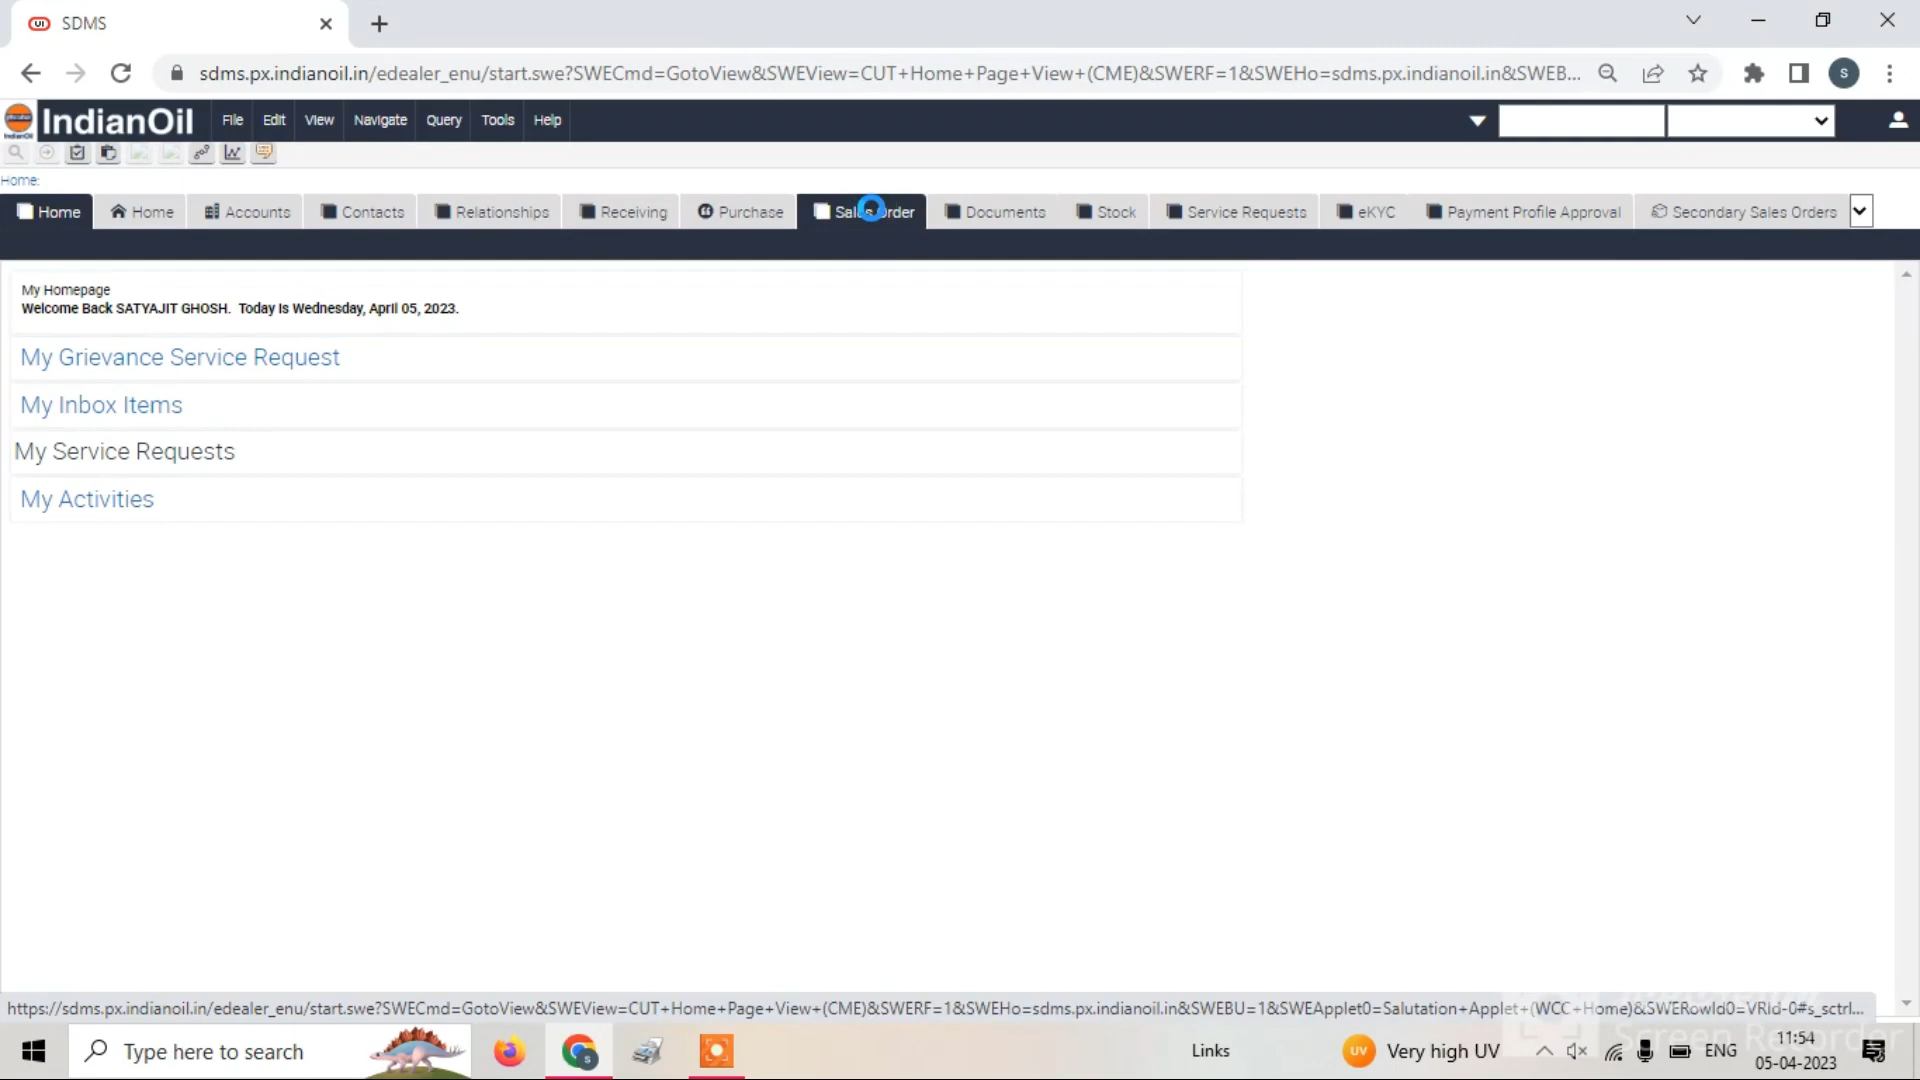 SDMS
sdms.px.indianoil.in/edealer_enu/start.swe?SWECmd=GotoView&SWEView=CUT+Home+Page+View+(CME)&SWERF=1&SWEHo=sdms.px.indianoil.in&SWEB...
S
IndianOil File Edit View Navigate Query Tools Help
Home:
Home Home Accounts Contacts Relationships Receiving Purchase Sales Order Documents Stock Service Requests eKYC Payment Profile Approval Secondary Sales Orders
My Homepage
Welcome Back SATYAJIT GHOSH. Today is Wednesday, April 05, 2023.
My Grievance Service Request
My Inbox Items
My Service Requests
My Activities
https://sdms.px.indianoil.in/edealer_enu/start.swe?SWECmd=GotoView&SWEView=CUT+Home+Page+View+(CME)&SWERF=1&SWEHo=sdms.px.indianoil.in&SWEBU=1&SWEApplet0=Salutation+Applet+(WCC+Home)&SWERowId0=VRId-0#s_sctrl...
Type here to search
Links
UV Very high UV
ENG
11:54
05-04-2023
Screen Recorder